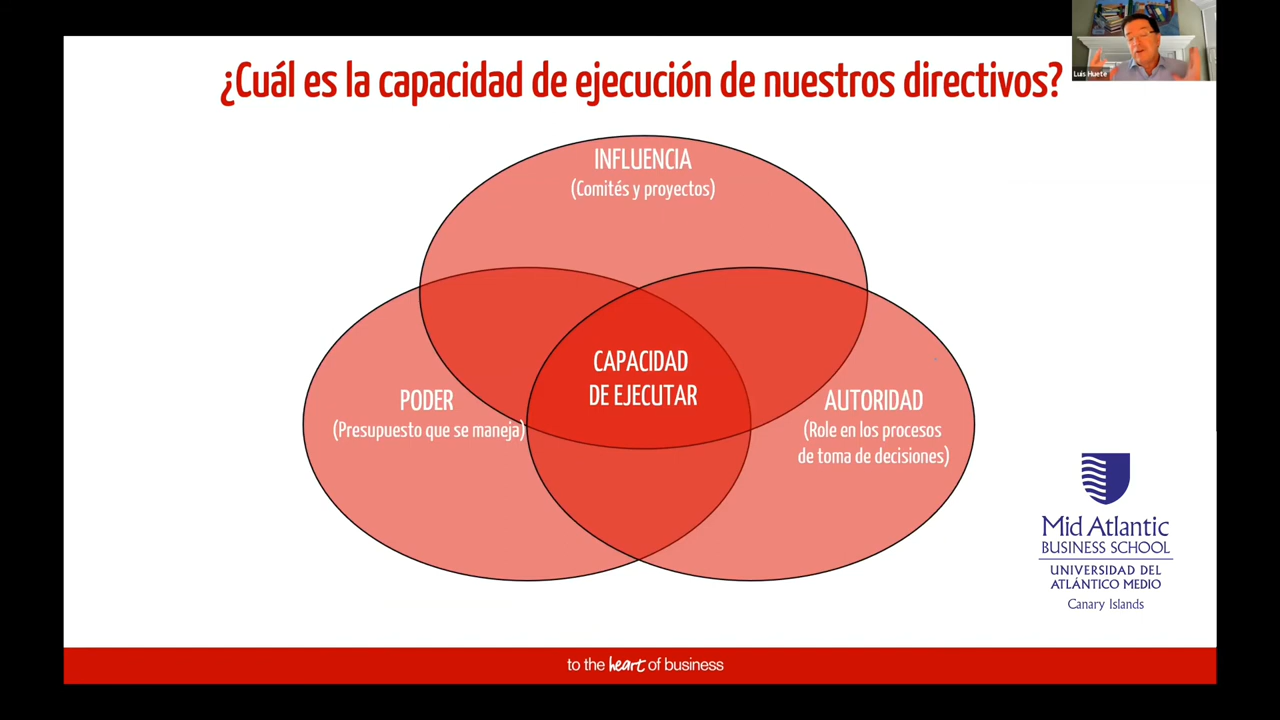 ¿Cuál es la capacidad de ejecución de nuestros directivos?
Luis Huete
INFLUENCIA
(Comités y proyectos)
CAPACIDAD
DE EJECUTAR
PODER
(Presupuesto que se maneja)
AUTORIDAD
(Role en los procesos
de toma de decisiones)
Mid Atlantic
BUSINESS SCHOOL
UNIVERSIDAD DEL
ATLÁNTICO MEDIO
Canary Islands
to the heart of business